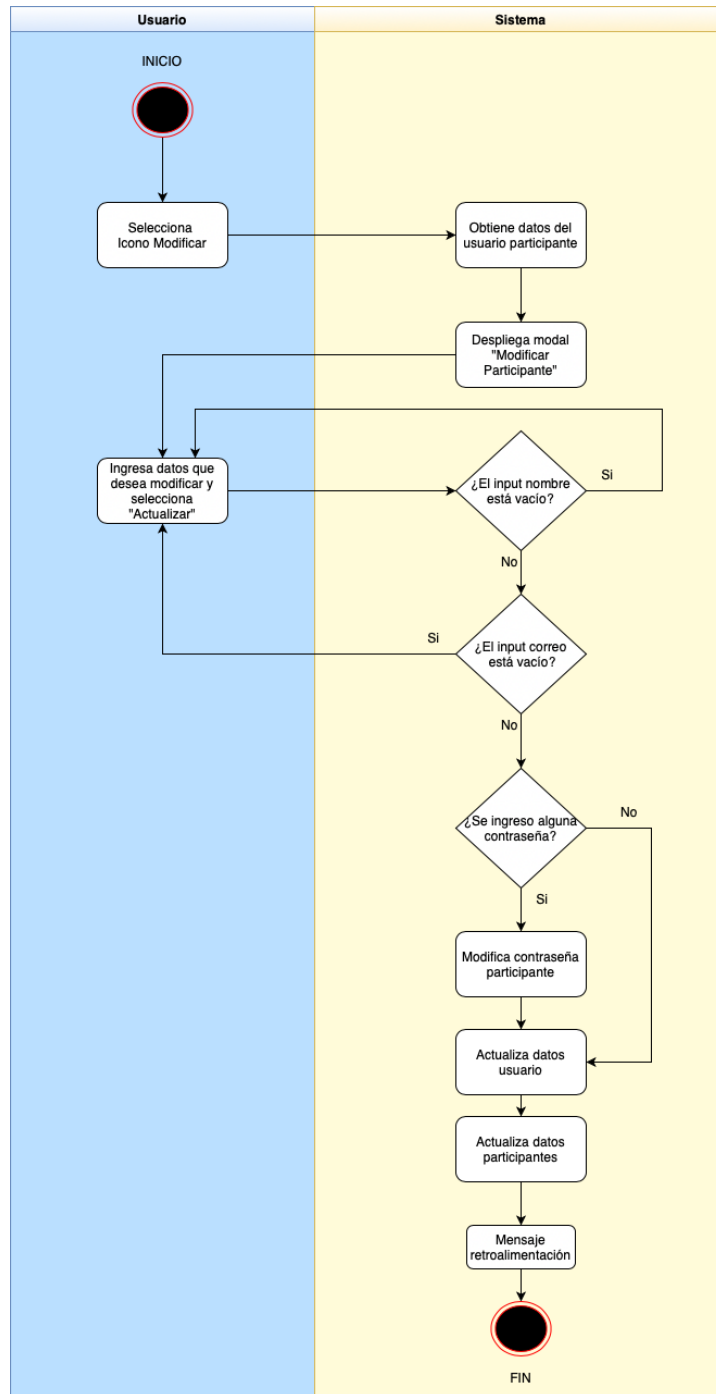 Usuario
Sistema
INICIO
Selecciona
Icono Modificar
Obtiene datos del
usuario participante
Despliega modal
"Modificar
Participante"
Ingresa datos que
desea modificar y
selecciona
"Actualizar"
¿El input nombre
está vacío?
Si
No
¿El input correo
está vacío?
Si
No
¿Se ingreso alguna
contraseña?
No
Si
Modifica contraseña
participante
Actualiza datos
usuario
Actualiza datos
participantes
Mensaje
retroalimentación
FIN